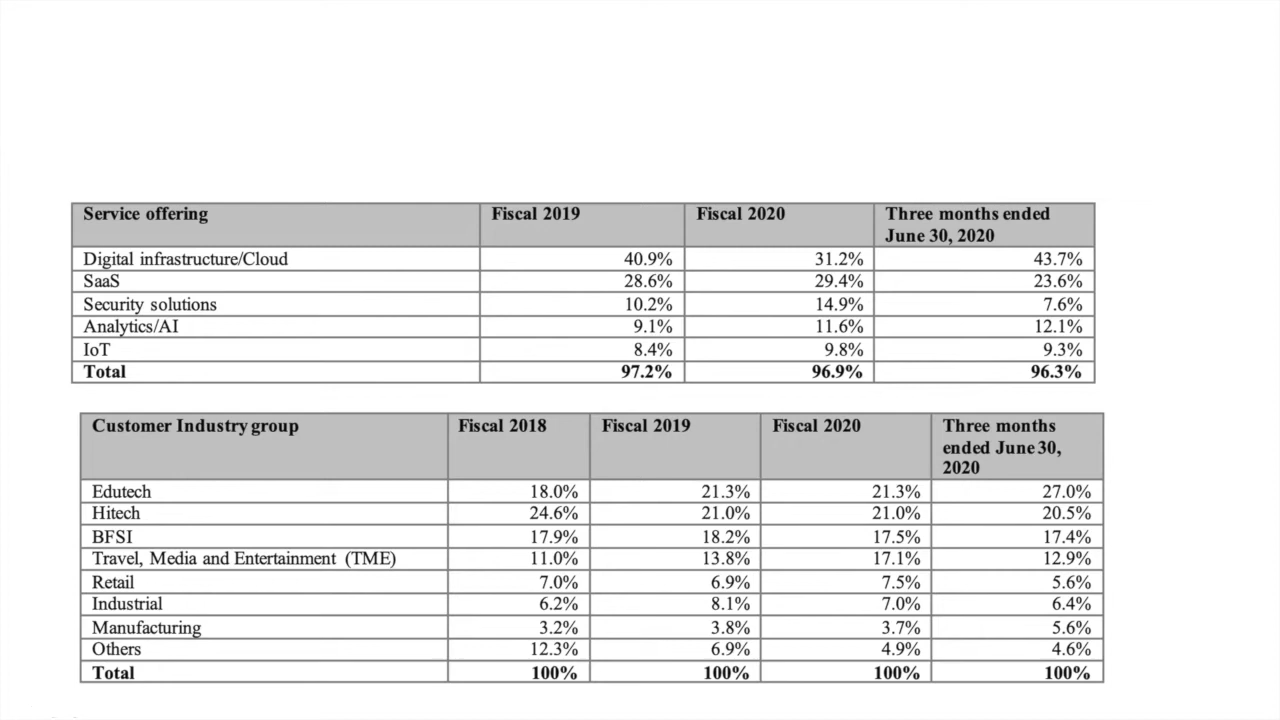 Service offering Fiscal 2019 Fiscal 2020 Three months ended
June 30, 2020
Digital infrastructure/Cloud 40.9% 31.2% 43.7%
SaaS 28.6% 29.4% 23.6%
Security solutions 10.2% 14.9% 7.6%
Analytics/AI 9.1% 11.6% 12.1%
IoT 8.4% 9.8% 9.3%
Total 97.2% 96.9% 96.3%
Customer Industry group Fiscal 2018 Fiscal 2019 Fiscal 2020 Three months
ended June 30,
2020
Edutech 18.0% 21.3% 21.3% 27.0%
Hitech 24.6% 21.0% 21.0% 20.5%
BFSI 17.9% 18.2% 17.5% 17.4%
Travel, Media and Entertainment (TME) 11.0% 13.8% 17.1% 12.9%
Retail 7.0% 6.9% 7.5% 5.6%
Industrial 6.2% 8.1% 7.0% 6.4%
Manufacturing 3.2% 3.8% 3.7% 5.6%
Others 12.3% 6.9% 4.9% 4.6%
Total 100% 100% 100% 100%